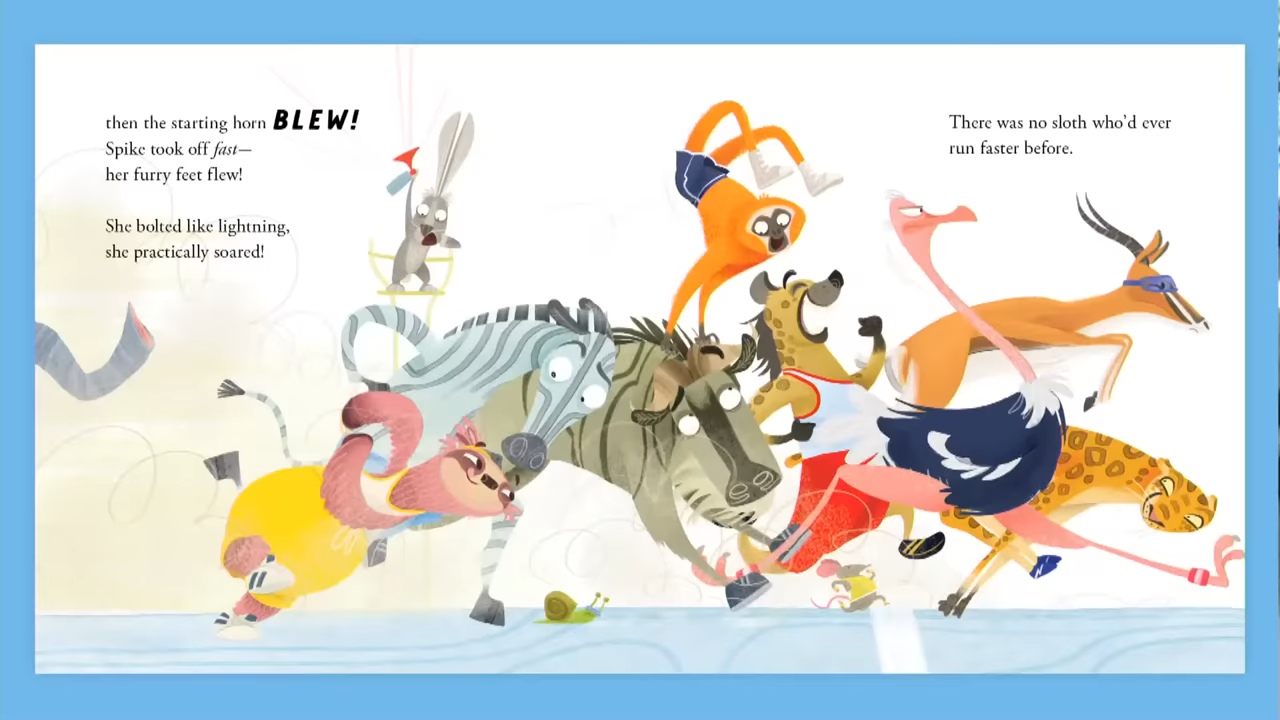 then the starting horn BLEW!
Spike took off fast—
her furry feet flew!
She bolted like lightning,
she practically soared!
There was no sloth who’d ever
run faster before.